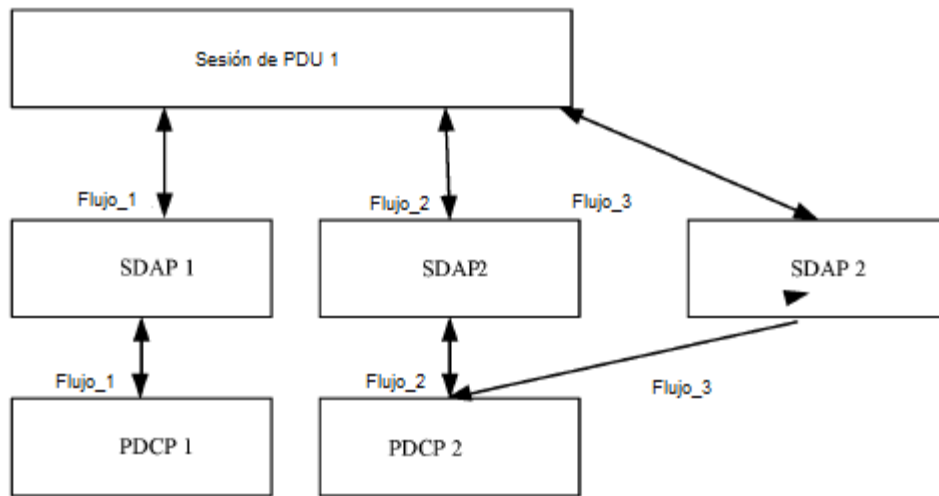 Sesión de PDU 1
Flujo_1
Flujo_2
Flujo_3
SDAP 1
SDAP2
SDAP 2
Flujo_1
Flujo_2
Flujo_3
PDCP 1
PDCP 2